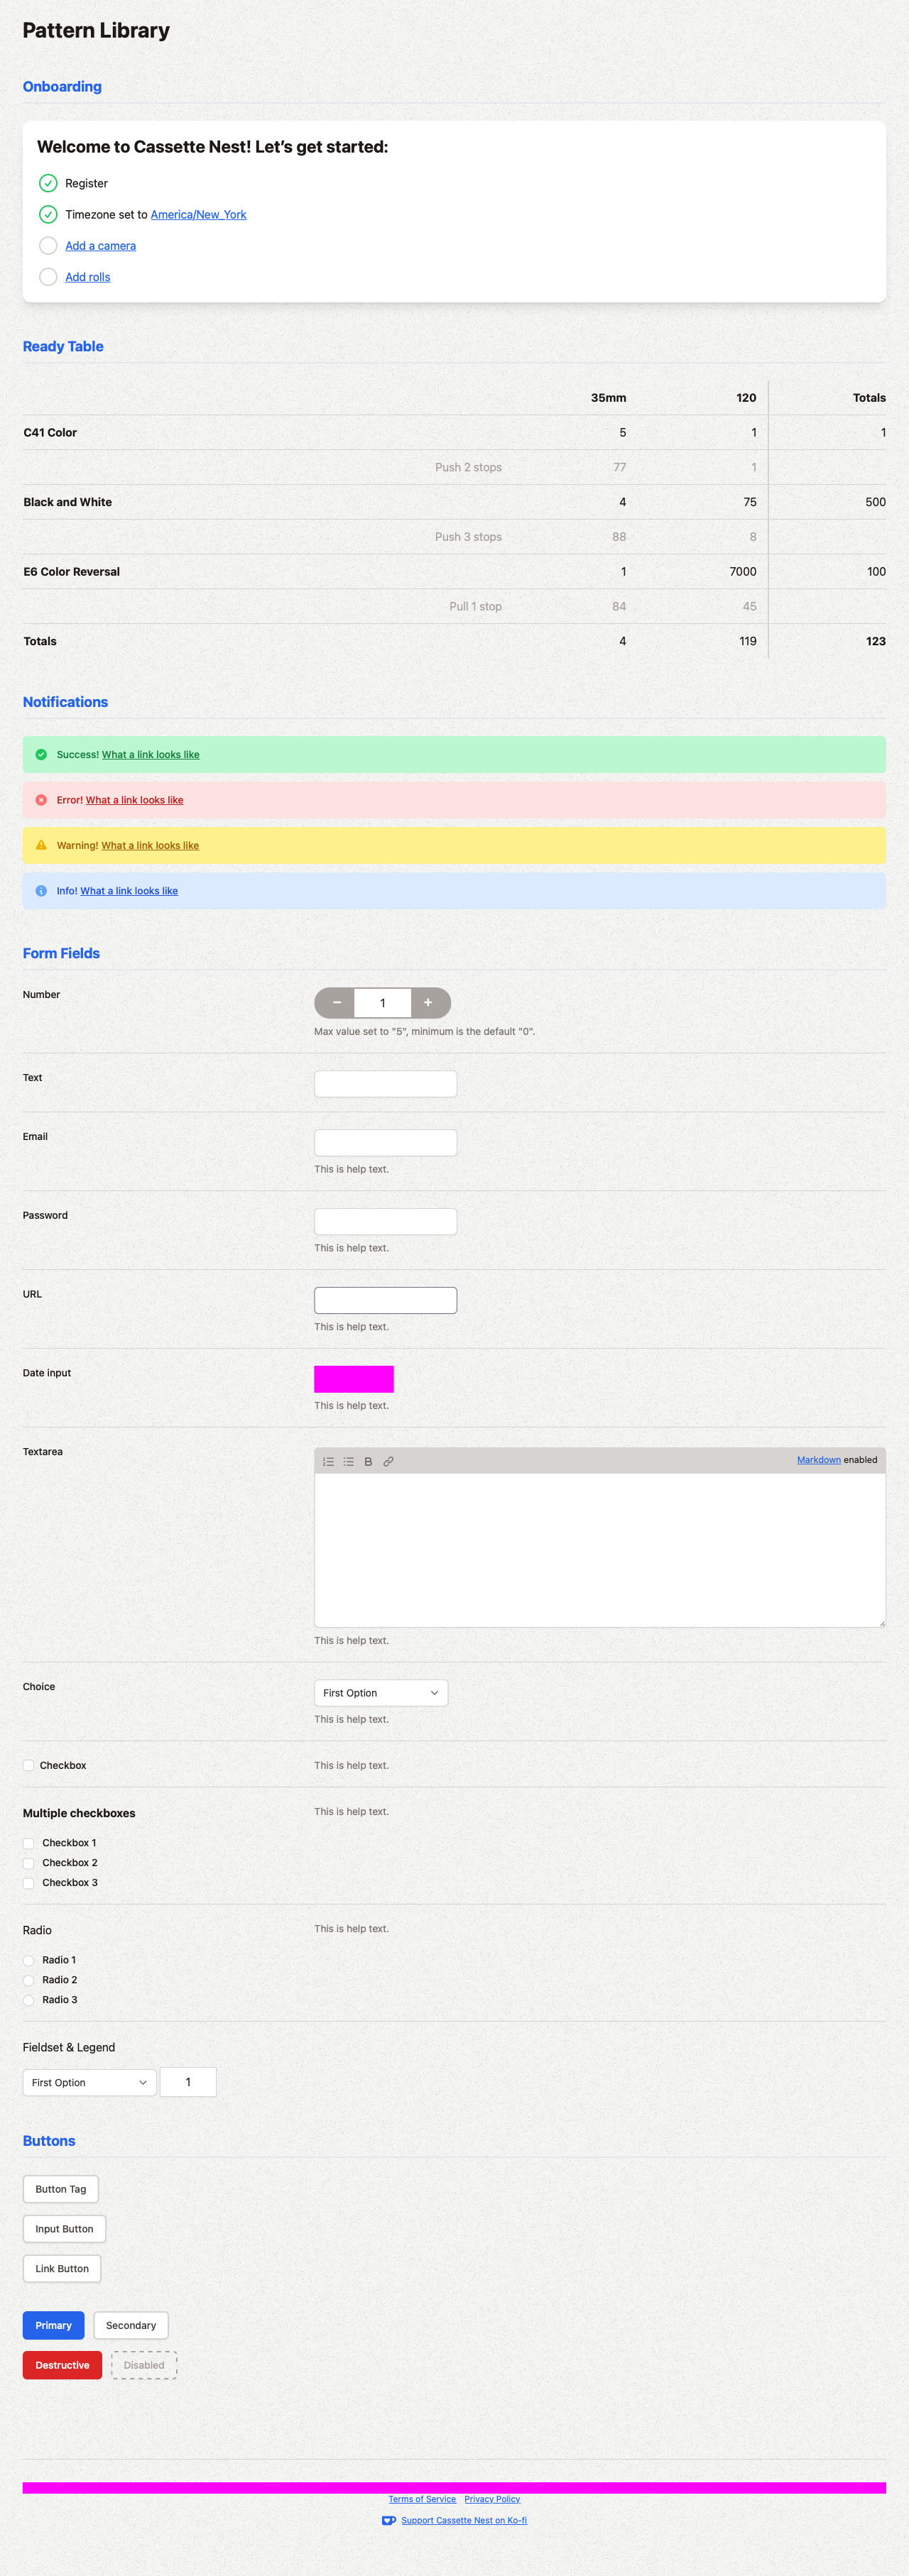 Pattern Library
Onboarding
Welcome to Cassette Nest! Let’s get started:
Register
Timezone set to America/New_York
Add a camera
Add rolls
Ready Table
35mm 120 Totals
C41 Color 5 1 1
Push 2 stops 77 1
Black and White 4 75 500
Push 3 stops 88 8
E6 Color Reversal 1 7000 100
Pull 1 stop 84 45
Totals 4 119 123
Notifications
Success! What a link looks like
Error! What a link looks like
Warning! What a link looks like
Info! What a link looks like
Form Fields
Number
1
Max value set to "5", minimum is the default "0".
Text
Email
This is help text.
Password
This is help text.
URL
This is help text.
Date input
This is help text.
Textarea
B Markdown enabled
This is help text.
Choice
First Option
This is help text.
Checkbox This is help text.
Multiple checkboxes This is help text.
Checkbox 1
Checkbox 2
Checkbox 3
Radio This is help text.
Radio 1
Radio 2
Radio 3
Fieldset & Legend
First Option 1
Buttons
Button Tag
Input Button
Link Button
Primary Secondary
Destructive Disabled
Terms of Service Privacy Policy
Support Cassette Nest on Ko-fi